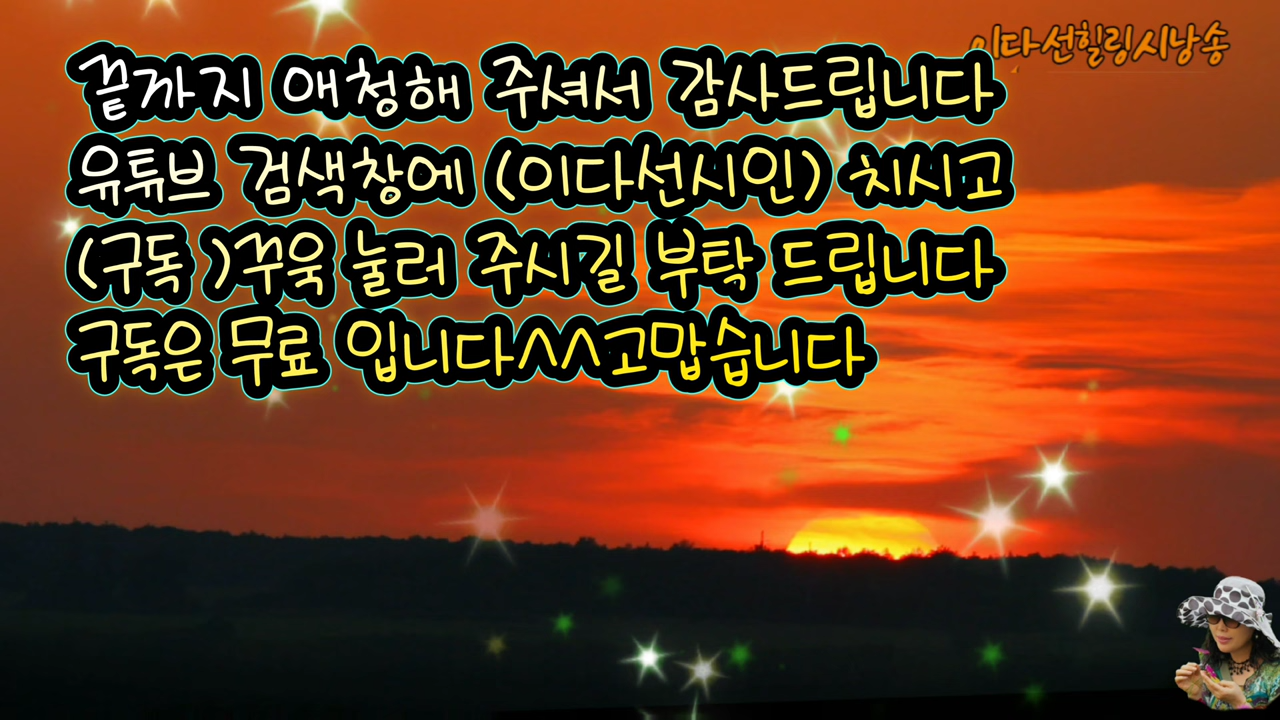 이다선힐링시낭송
끝까지 애청해 주셔서 감사드립니다
유튜브 검색창에 (이다선시인) 치시고
(구독 )꾸욱 눌러 주시길 부탁 드립니다
구독은 무료 입니다^^고맙습니다